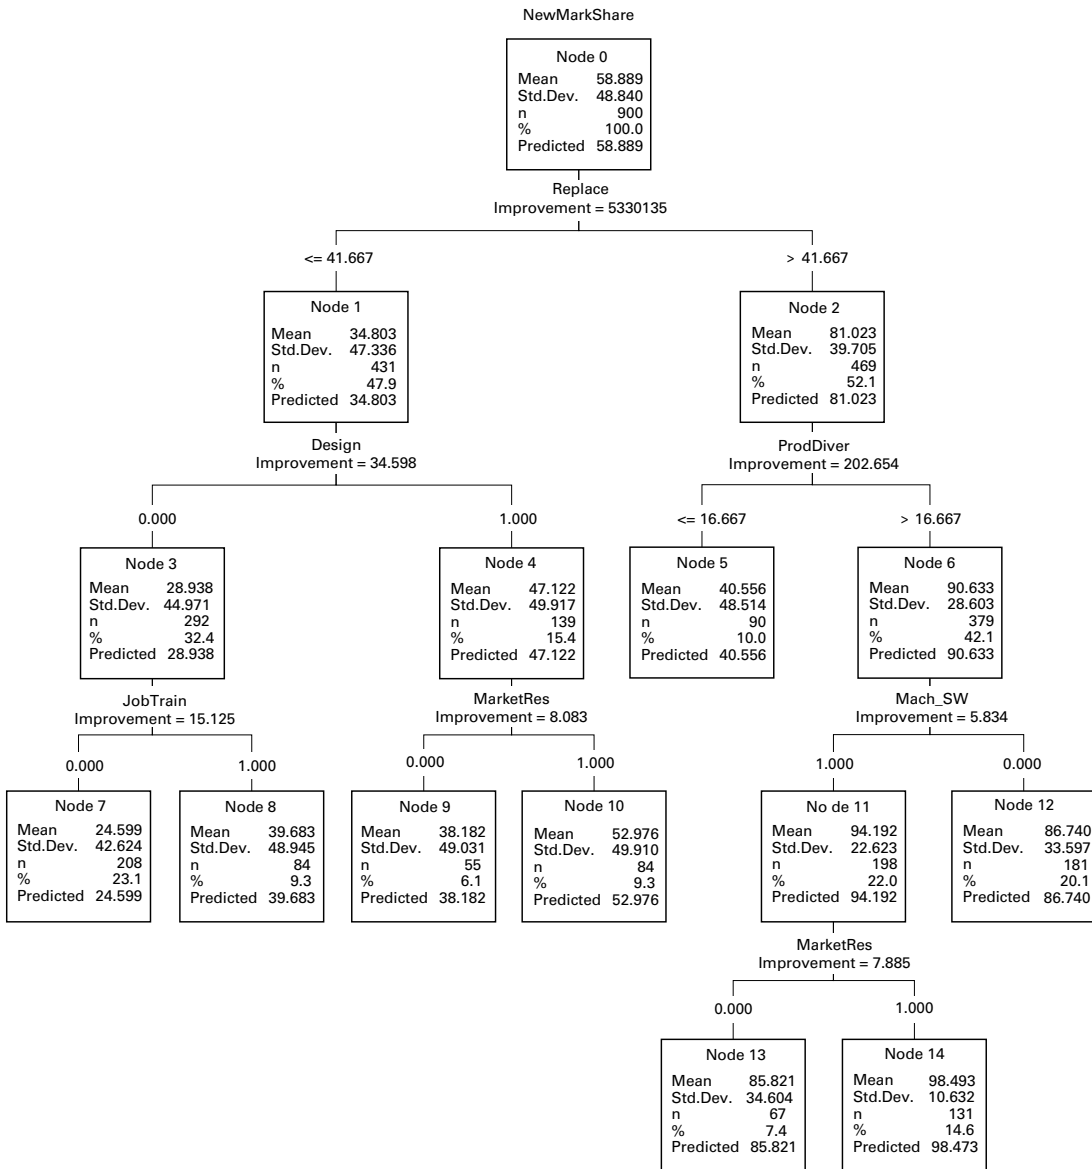 NewMarkShare
Node 0
Mean 58.889
Std.Dev. 48.840
n 900
% 100.0
Predicted 58.889
Replace
Improvement = 5330135
<= 41.667
> 41.667
Node 1
Mean 34.803
Std.Dev. 47.336
n 431
% 47.9
Predicted 34.803
Node 2
Mean 81.023
Std.Dev. 39.705
n 469
% 52.1
Predicted 81.023
Design
Improvement = 34.598
ProdDiver
Improvement = 202.654
0.000
1.000
<= 16.667
> 16.667
Node 3
Mean 28.938
Std.Dev. 44.971
n 292
% 32.4
Predicted 28.938
Node 4
Mean 47.122
Std.Dev. 49.917
n 139
% 15.4
Predicted 47.122
Node 5
Mean 40.556
Std.Dev. 48.514
n 90
% 10.0
Predicted 40.556
Node 6
Mean 90.633
Std.Dev. 28.603
n 379
% 42.1
Predicted 90.633
JobTrain
Improvement = 15.125
MarketRes
Improvement = 8.083
Mach_SW
Improvement = 5.834
0.000
1.000
0.000
1.000
1.000
0.000
Node 7
Mean 24.599
Std.Dev. 42.624
n 208
% 23.1
Predicted 24.599
Node 8
Mean 39.683
Std.Dev. 48.945
n 84
% 9.3
Predicted 39.683
Node 9
Mean 38.182
Std.Dev. 49.031
n 55
% 6.1
Predicted 38.182
Node 10
Mean 52.976
Std.Dev. 49.910
n 84
% 9.3
Predicted 52.976
No de 11
Mean 94.192
Std.Dev. 22.623
n 198
% 22.0
Predicted 94.192
Node 12
Mean 86.740
Std.Dev. 33.597
n 181
% 20.1
Predicted 86.740
MarketRes
Improvement = 7.885
0.000
1.000
Node 13
Mean 85.821
Std.Dev. 34.604
n 67
% 7.4
Predicted 85.821
Node 14
Mean 98.493
Std.Dev. 10.632
n 131
% 14.6
Predicted 98.473